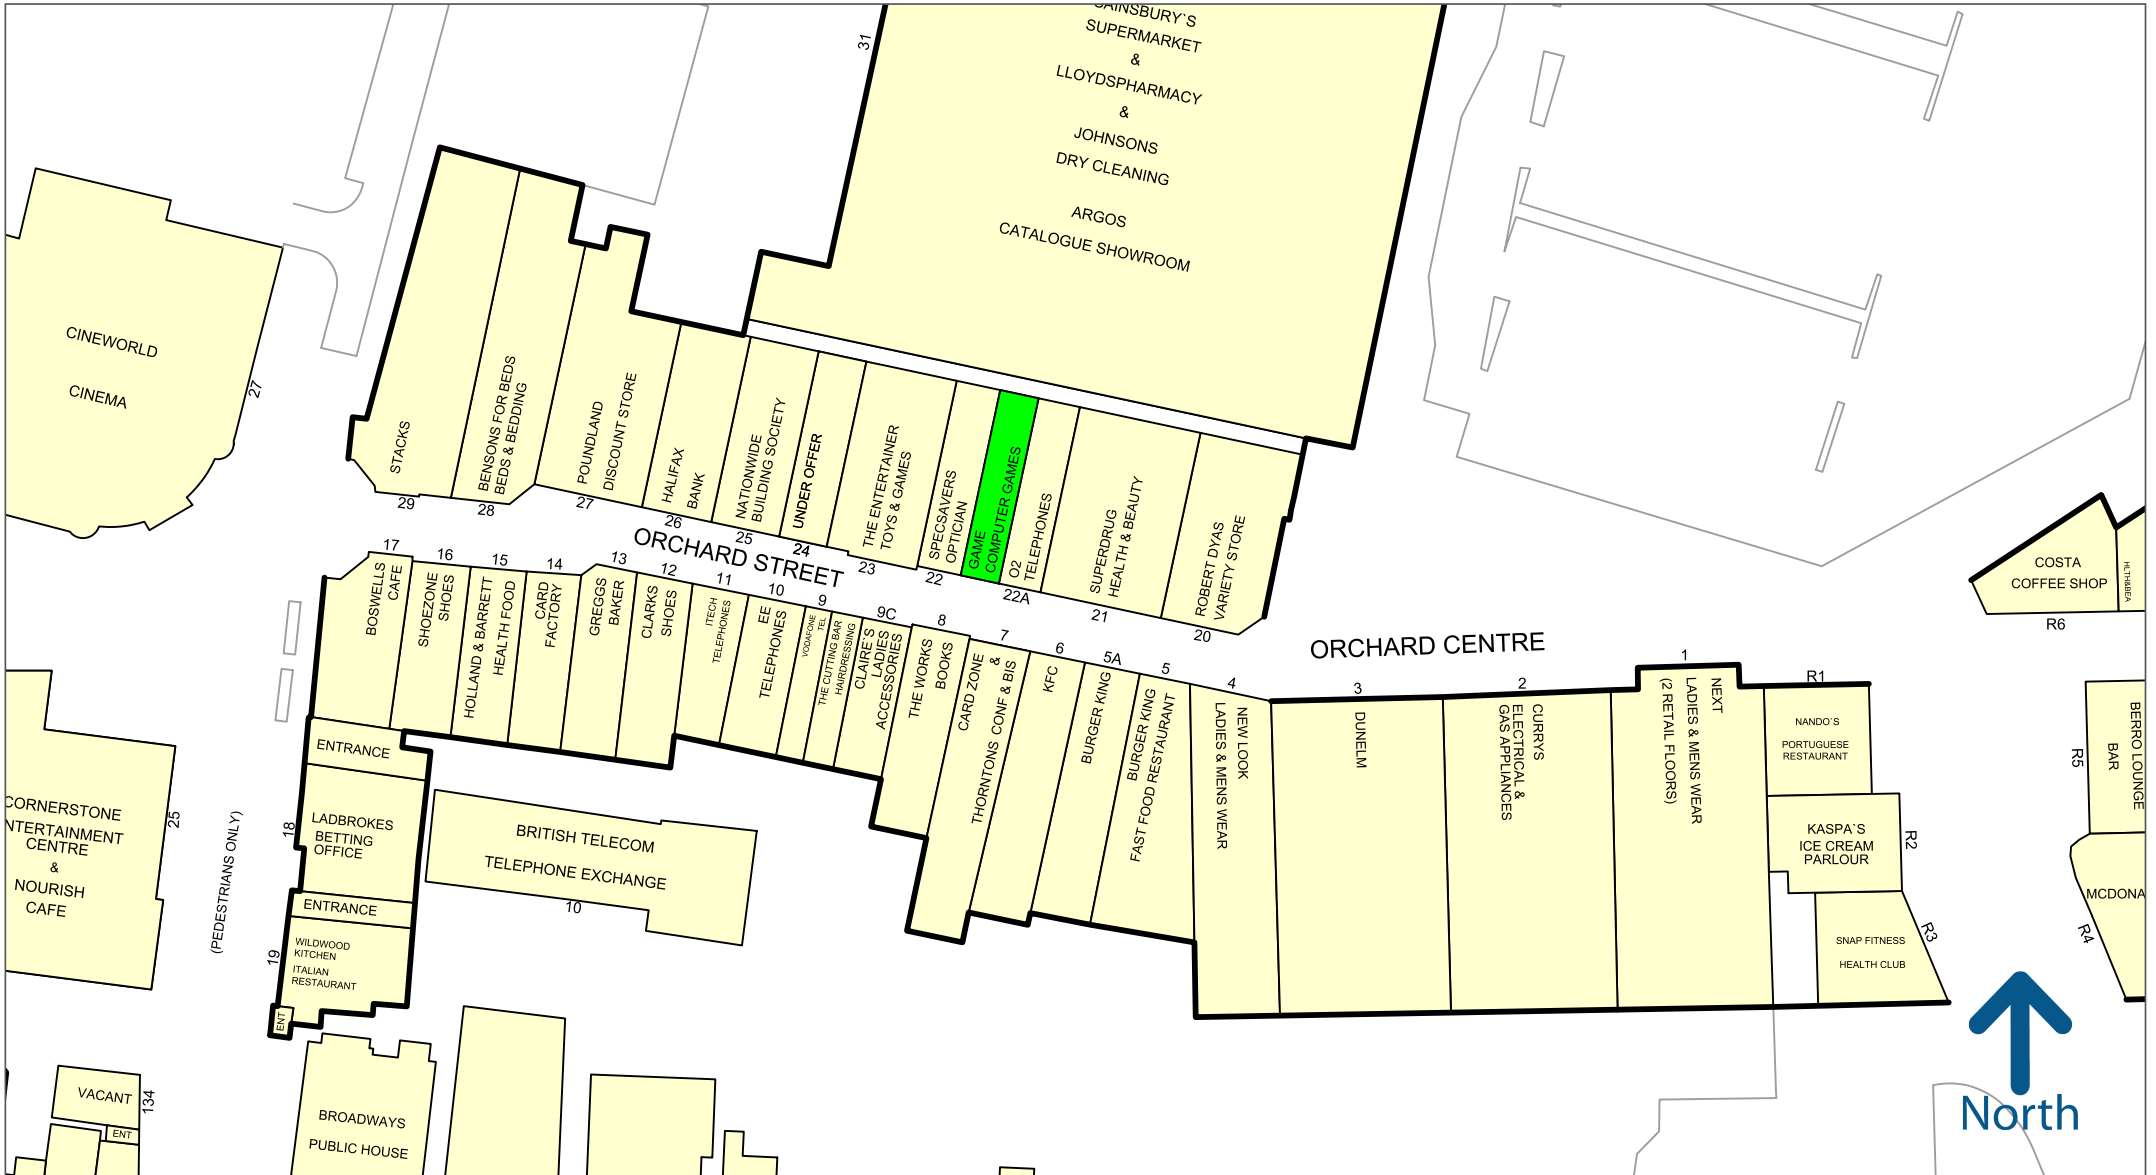 SAINSBURY`S
SUPERMARKET
&
LLOYDSPHARMACY
&
JOHNSONS
DRY CLEANING
ARGOS
CATALOGUE SHOWROOM
31
CINEWORLD
CINEMA
27
STACKS
29
BENSONS FOR BEDS
BEDS & BEDDING
28
POUNDLAND
DISCOUNT STORE
27
HALIFAX
BANK
26
NATIONWIDE
BUILDING SOCIETY
25
UNDER OFFER
24
THE ENTERTAINER
TOYS & GAMES
23
SPECSAVERS
OPTICIAN
22
GAME
COMPUTER GAMES
O2
TELEPHONES
22A
SUPERDRUG
HEALTH & BEAUTY
21
ROBERT DYAS
VARIETY STORE
20
ORCHARD STREET
ORCHARD CENTRE
17
BOSWELLS
CAFE
16
SHOEZONE
SHOES
15
HOLLAND & BARRETT
HEALTH FOOD
14
CARD
FACTORY
13
GREGGS
BAKER
12
CLARKS
SHOES
11
ITECH
TELEPHONES
10
EE
TELEPHONES
9
VODAFONE
TEL
THE CUTTING BAR
HAIRDRESSING
9C
CLAIRE`S
LADIES
ACCESSORIES
8
THE WORKS
BOOKS
7
CARD ZONE
&
THORNTONS CONF & BIS
6
KFC
5A
BURGER KING
5
BURGER KING
FAST FOOD RESTAURANT
4
NEW LOOK
LADIES & MENS WEAR
3
DUNELM
2
CURRYS
ELECTRICAL &
GAS APPLIANCES
1
NEXT
LADIES & MENS WEAR
(2 RETAIL FLOORS)
R1
NANDO`S
PORTUGUESE
RESTAURANT
KASPA`S
ICE CREAM
PARLOUR
R2
SNAP FITNESS
HEALTH CLUB
R3
COSTA
COFFEE SHOP
HLTH&BEA
R6
BERRO LOUNGE
BAR
R5
MCDONA
R4
ENTRANCE
LADBROKES
BETTING
OFFICE
18
ENTRANCE
WILDWOOD
KITCHEN
ITALIAN
RESTAURANT
19
ENT
BRITISH TELECOM
TELEPHONE EXCHANGE
10
CORNERSTONE
NTERTAINMENT
CENTRE
&
NOURISH
CAFE
25
(PEDESTRIANS ONLY)
VACANT
134
ENT
BROADWAYS
PUBLIC HOUSE
North